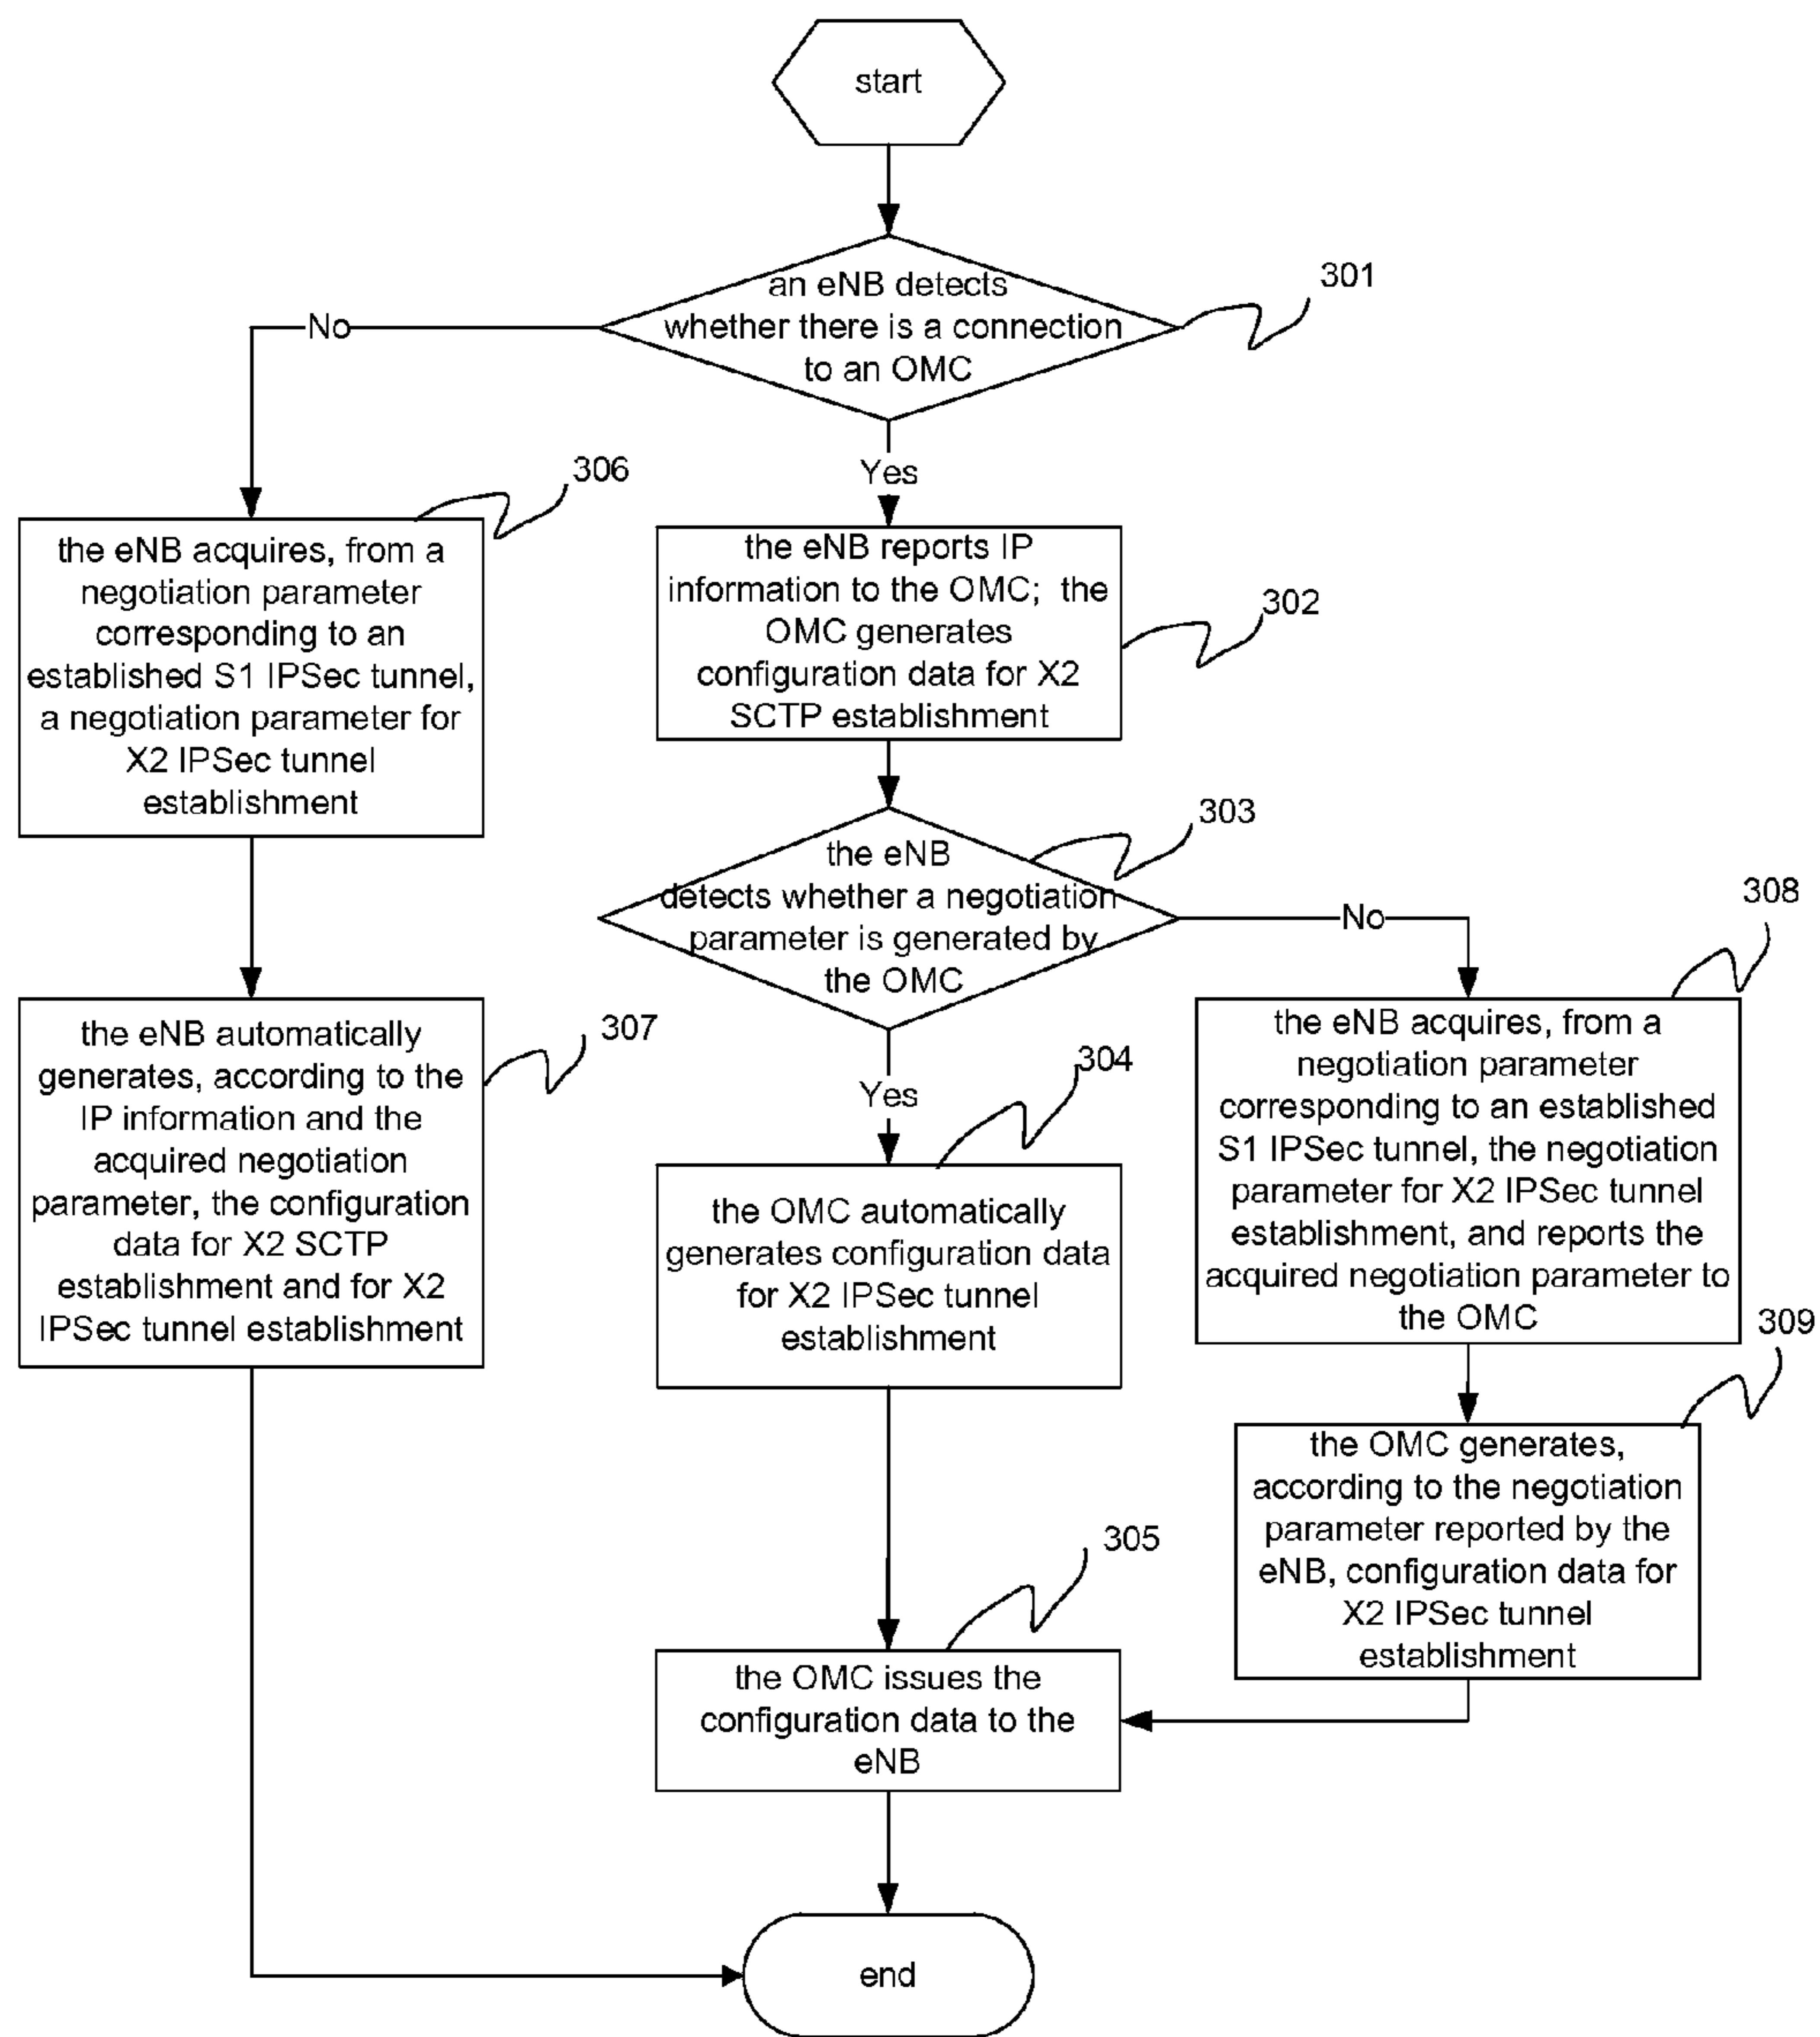 start
an eNB detects
whether there is a connection
to an OMC
301
No
Yes
306
the eNB acquires, from a
negotiation parameter
corresponding to an
established S1 IPSec tunnel,
a negotiation parameter for
X2 IPSec tunnel
establishment
the eNB reports IP
information to the OMC; the
OMC generates
configuration data for X2
SCTP establishment
302
303
the eNB
detects whether a negotiation
parameter is generated by
the OMC
No
308
Yes
the eNB automatically
generates, according to the
IP information and the
acquired negotiation
parameter, the configuration
data for X2 SCTP
establishment and for X2
IPSec tunnel establishment
307
304
the OMC automatically
generates configuration data
for X2 IPSec tunnel
establishment
the eNB acquires, from a
negotiation parameter
corresponding to an established
S1 IPSec tunnel, the negotiation
parameter for X2 IPSec tunnel
establishment, and reports the
acquired negotiation parameter to
the OMC
309
the OMC generates,
according to the negotiation
parameter reported by the
eNB, configuration data for
X2 IPSec tunnel
establishment
305
the OMC issues the
configuration data to the
eNB
end